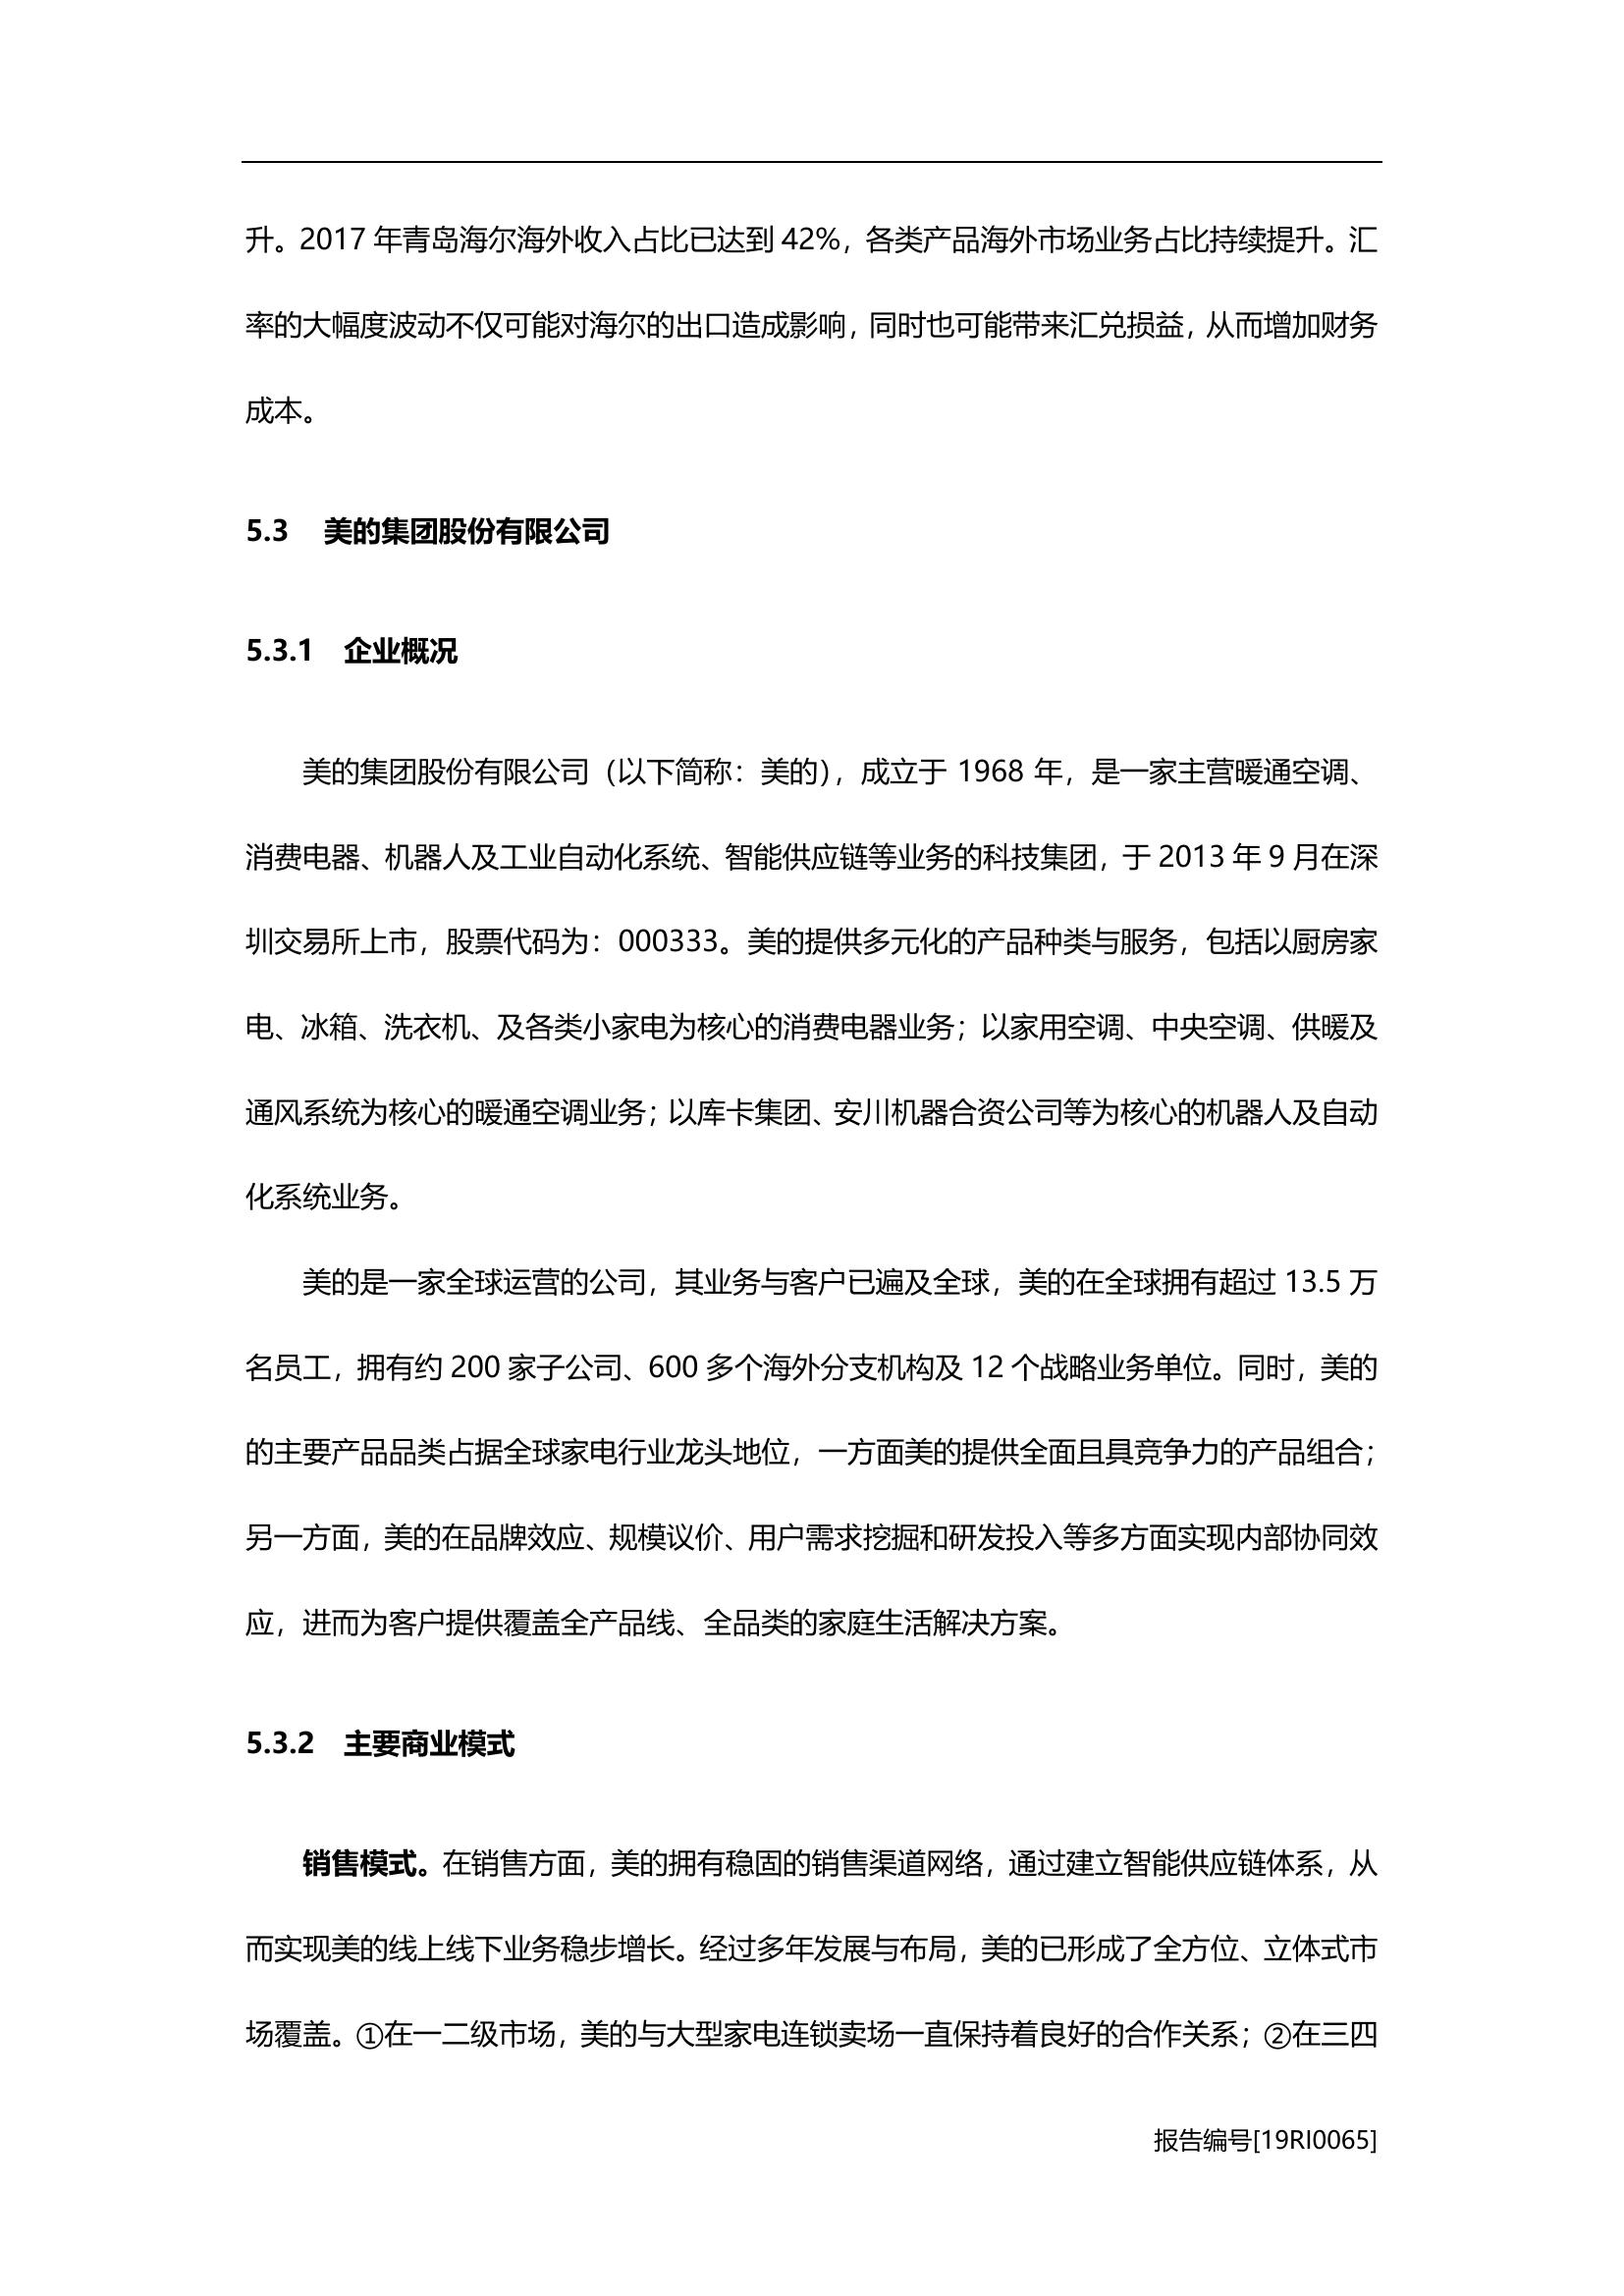 升。2017 年青岛海尔海外收入占比已达到 42%，各类产品海外市场业务占比持续提升。汇
率的大幅度波动不仅可能对海尔的出口造成影响，同时也可能带来汇兑损益，从而增加财务
成本。
5.3 美的集团股份有限公司
5.3.1 企业概况
美的集团股份有限公司（以下简称：美的），成立于 1968 年，是一家主营暖通空调、
消费电器、机器人及工业自动化系统、智能供应链等业务的科技集团，于 2013 年 9 月在深
圳交易所上市，股票代码为：000333。美的提供多元化的产品种类与服务，包括以厨房家
电、冰箱、洗衣机、及各类小家电为核心的消费电器业务；以家用空调、中央空调、供暖及
通风系统为核心的暖通空调业务；以库卡集团、安川机器合资公司等为核心的机器人及自动
化系统业务。
美的是一家全球运营的公司，其业务与客户已遍及全球，美的在全球拥有超过 13.5 万
名员工，拥有约 200 家子公司、600 多个海外分支机构及 12 个战略业务单位。同时，美的
的主要产品品类占据全球家电行业龙头地位，一方面美的提供全面且具竞争力的产品组合；
另一方面，美的在品牌效应、规模议价、用户需求挖掘和研发投入等多方面实现内部协同效
应，进而为客户提供覆盖全产品线、全品类的家庭生活解决方案。
5.3.2 主要商业模式
销售模式。在销售方面，美的拥有稳固的销售渠道网络，通过建立智能供应链体系，从
而实现美的线上线下业务稳步增长。经过多年发展与布局，美的已形成了全方位、立体式市
场覆盖。①在一二级市场，美的与大型家电连锁卖场一直保持着良好的合作关系；②在三四
报告编号[19RI0065]